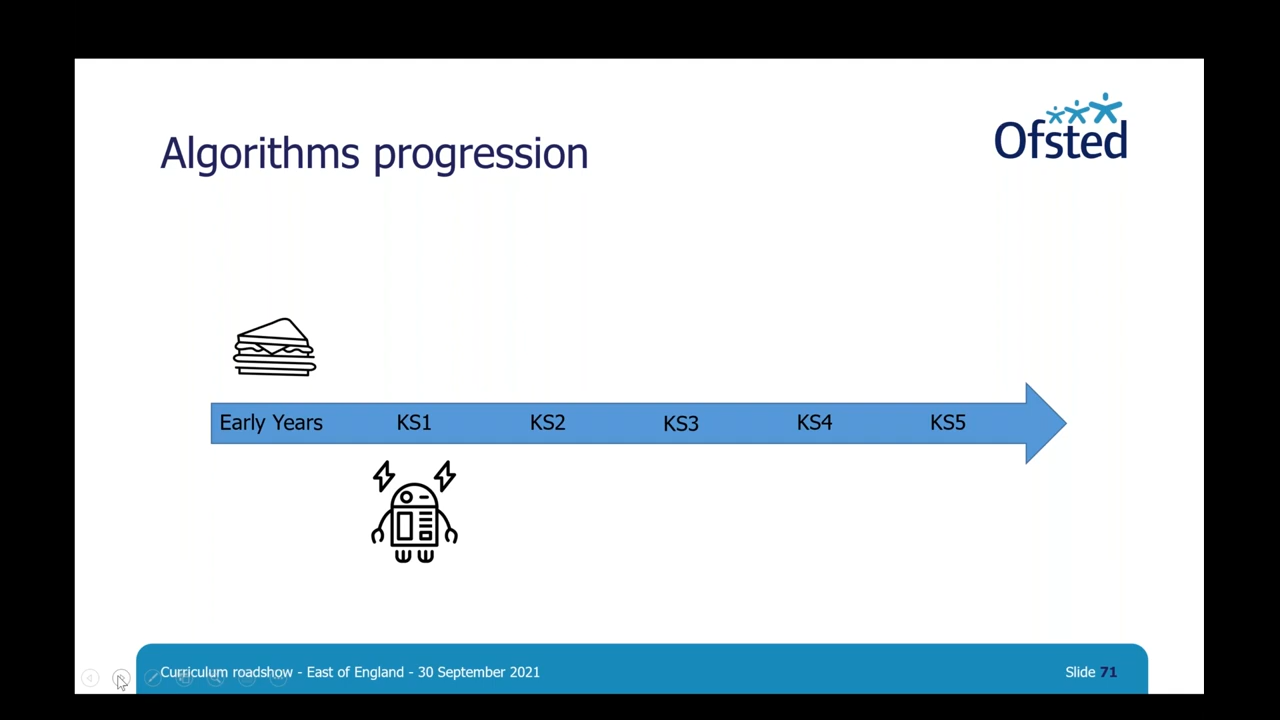 Algorithms progression
Ofsted
Early Years KS1 KS2 KS3 KS4 KS5
Curriculum roadshow - East of England - 30 September 2021
Slide 71